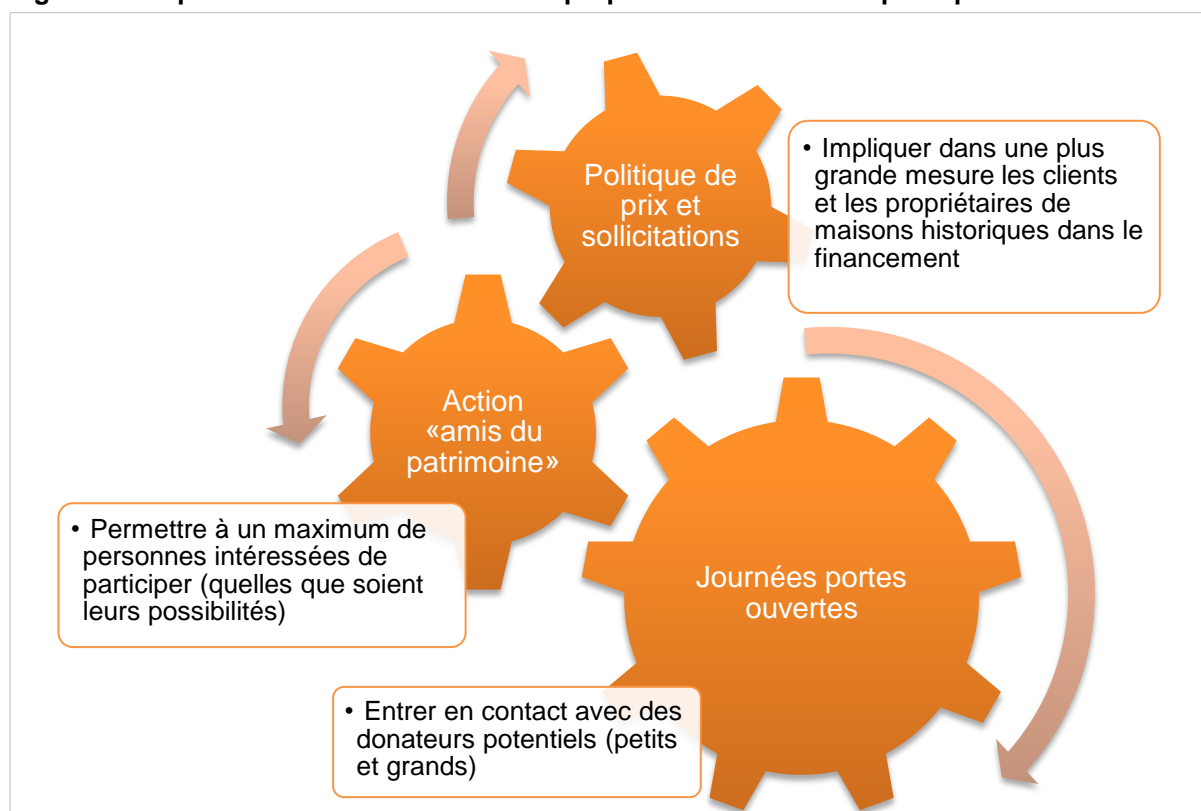 Politique de
prix et
sollicitations
• Impliquer dans une plus
grande mesure les clients
et les propriétaires de
maisons historiques dans le
financement
Action
«amis du
patrimoine»
• Permettre à un maximum de
personnes intéressées de
participer (quelles que soient
leurs possibilités)
Journées portes
ouvertes
• Entrer en contact avec des
donateurs potentiels (petits
et grands)